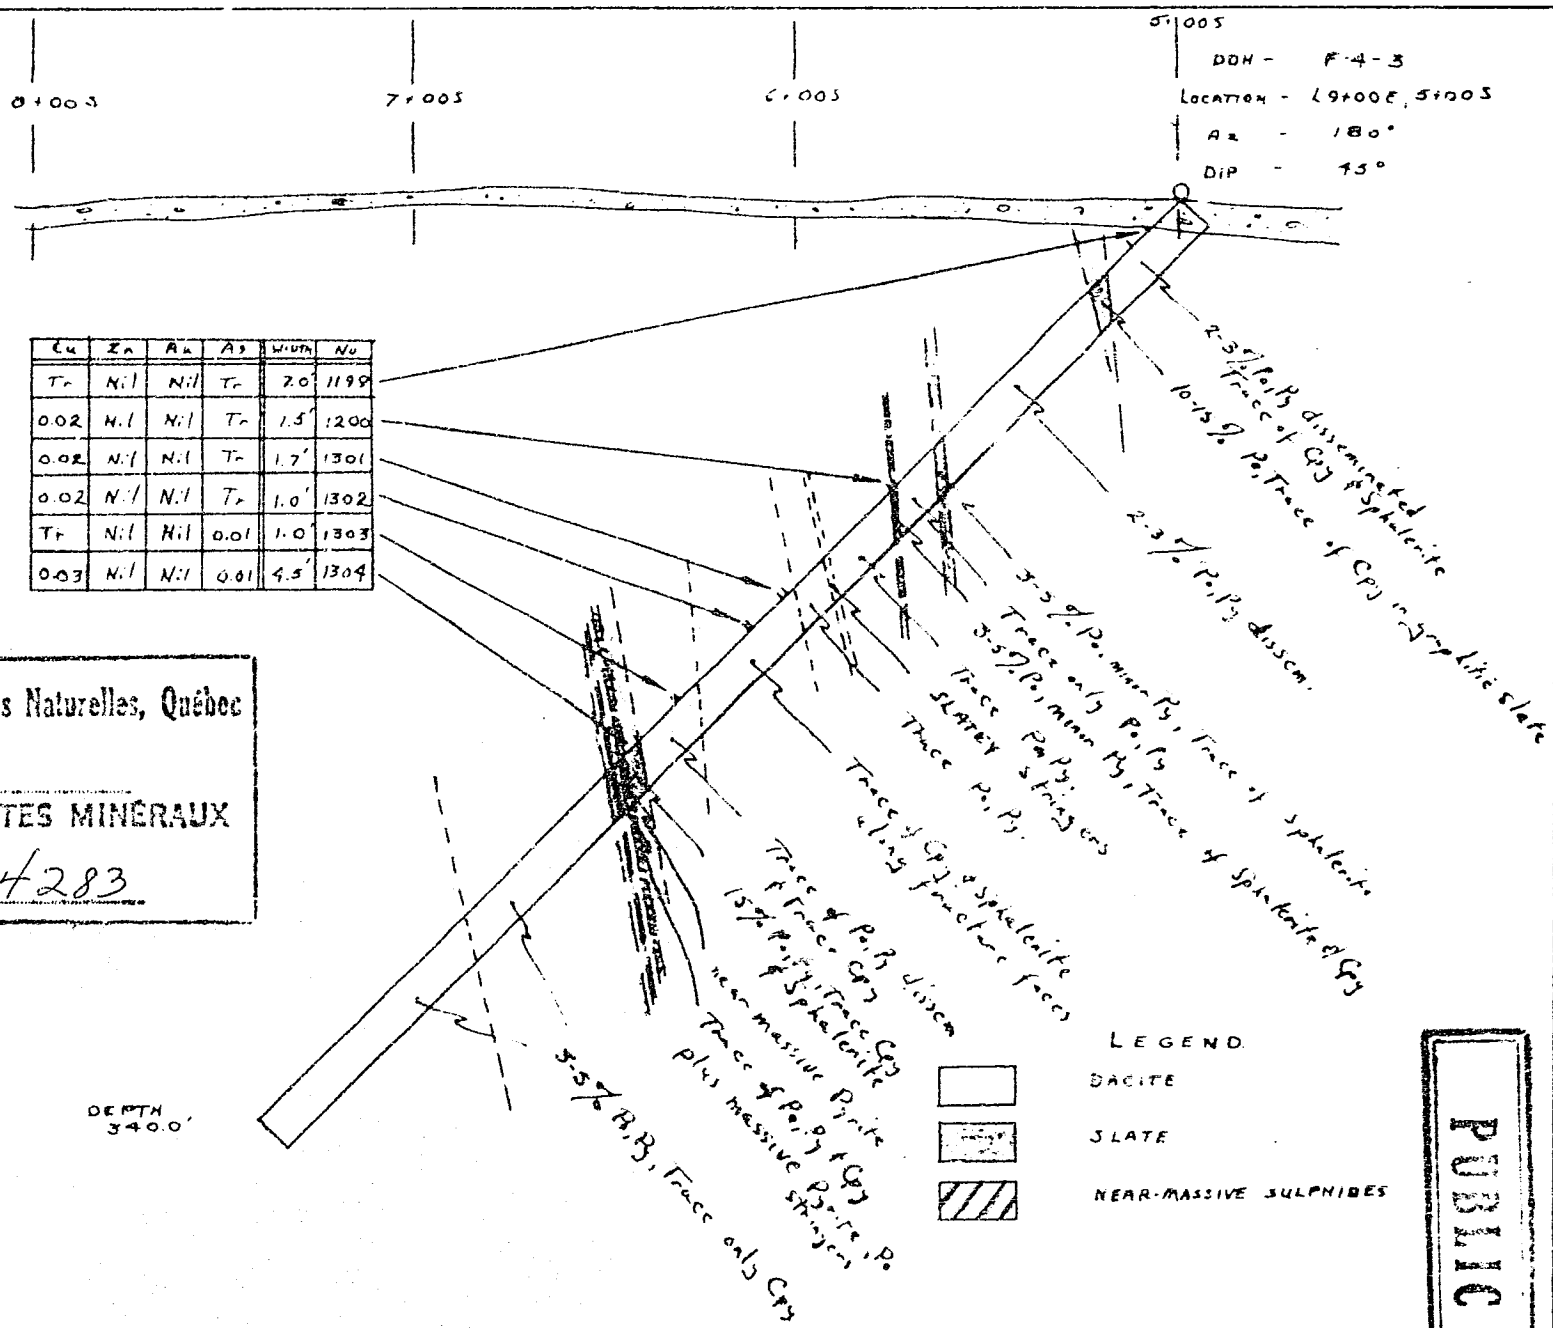 8+00S
7+00S
6+00S
5+00S
DDH - F-4-3
LOCATION - L9+00E, 5+00S
Az - 180°
DIP - 45°
Cu Zn Au Ag WIDTH No
Tr Nil Nil Tr 2.0' 1199
0.02 Nil Nil Tr 1.5' 1200
0.02 Nil Nil Tr 1.7' 1301
0.02 Nil Nil Tr 1.0' 1302
Tr Nil Nil 0.01 1.0' 1303
0.03 Nil Nil 0.01 4.5' 1304
2-3% Po, Py disseminated
Trace of Cpy & Sphalerite
10-15% Po, Trace of Cpy in graphitic slate
2-3% Po, Py dissem.
3-5% Po, minor Py, Trace of sphalerite
Trace only Po, Py
3-5% Po, minor Py, Trace of Sphalerite & Cpy
Trace Po, Py.
SLATEY stringers
Trace Po, Py.
Trace of Cpy & Sphalerite
along fracture faces
Trace of Po, Py dissem
& Trace Cpy
15% Po, Py, Trace Cpy
& Sphalerite
near massive Pyrite
Trace of Po, Py & Cpy
plus massive Pyrite, Po
stringers
3-5% Po, Py, Trace only Cpy
s Naturelles, Québec
TES MINÉRAUX
4283
DEPTH
340.0'
LEGEND
DACITE
SLATE
NEAR-MASSIVE SULPHIDES
PUBLIC